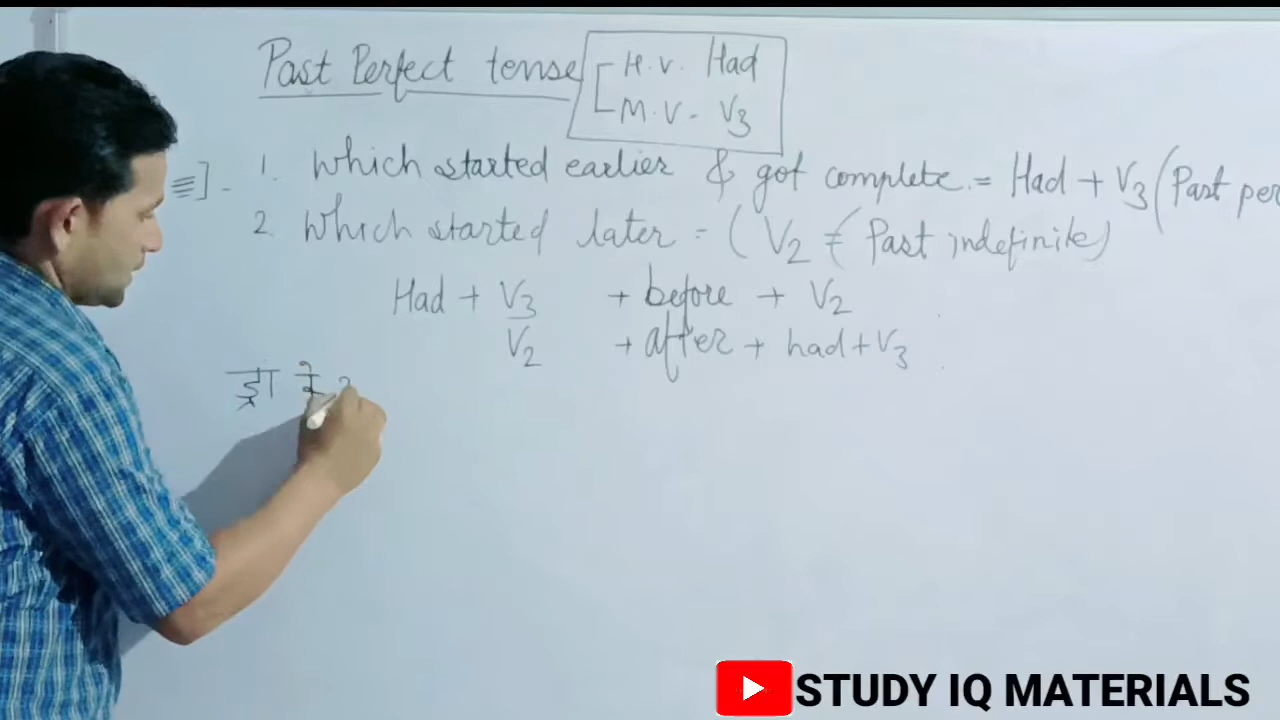 Past Perfect tense
H.V. Had
M.V - V3
1. Which started earlier & got complete = Had + V3 (Past per
2. Which started later = ( V2 = ( Past indefinite)
Had + V3 + before + V2
V2 + after + had + V3
STUDY IQ MATERIALS